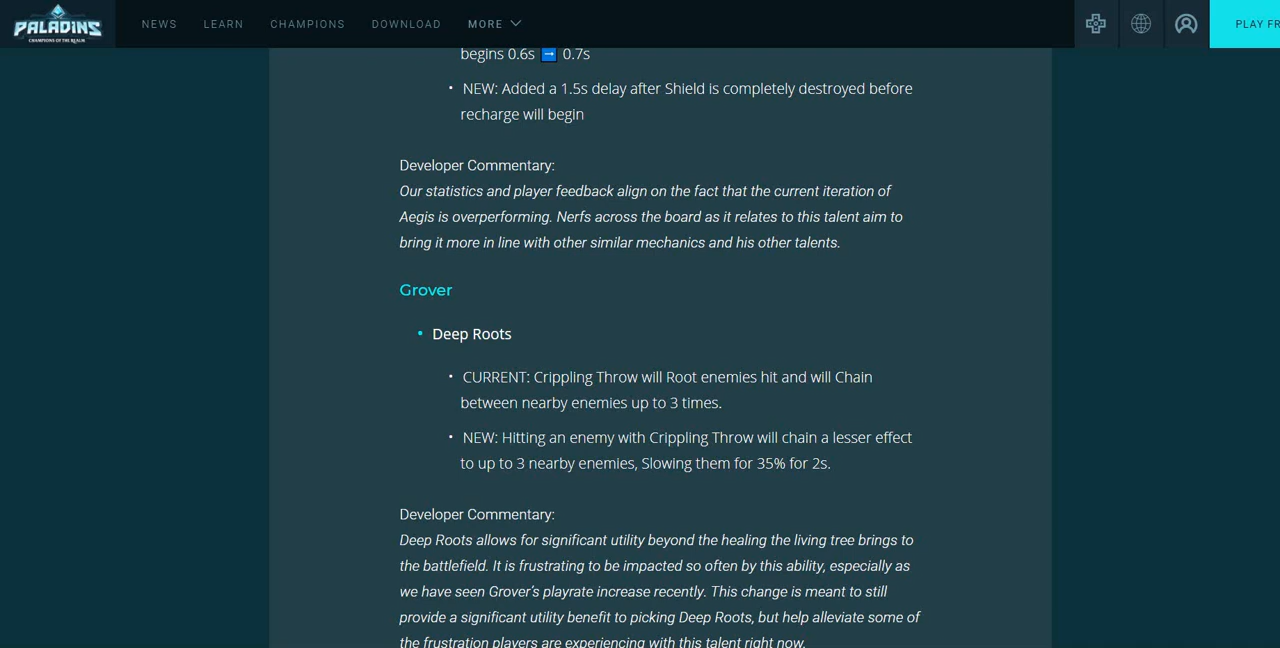 PALADINS
CHAMPIONS OF THE REALM
NEWS
LEARN
CHAMPIONS
DOWNLOAD
MORE
PLAY FR
begins 0.6s ➡ 0.7s
• NEW: Added a 1.5s delay after Shield is completely destroyed before
recharge will begin
Developer Commentary:
Our statistics and player feedback align on the fact that the current iteration of
Aegis is overperforming. Nerfs across the board as it relates to this talent aim to
bring it more in line with other similar mechanics and his other talents.
Grover
• Deep Roots
• CURRENT: Crippling Throw will Root enemies hit and will Chain
between nearby enemies up to 3 times.
• NEW: Hitting an enemy with Crippling Throw will chain a lesser effect
to up to 3 nearby enemies, Slowing them for 35% for 2s.
Developer Commentary:
Deep Roots allows for significant utility beyond the healing the living tree brings to
the battlefield. It is frustrating to be impacted so often by this ability, especially as
we have seen Grover’s playrate increase recently. This change is meant to still
provide a significant utility benefit to picking Deep Roots, but help alleviate some of
the frustration players are experiencing with this talent right now.